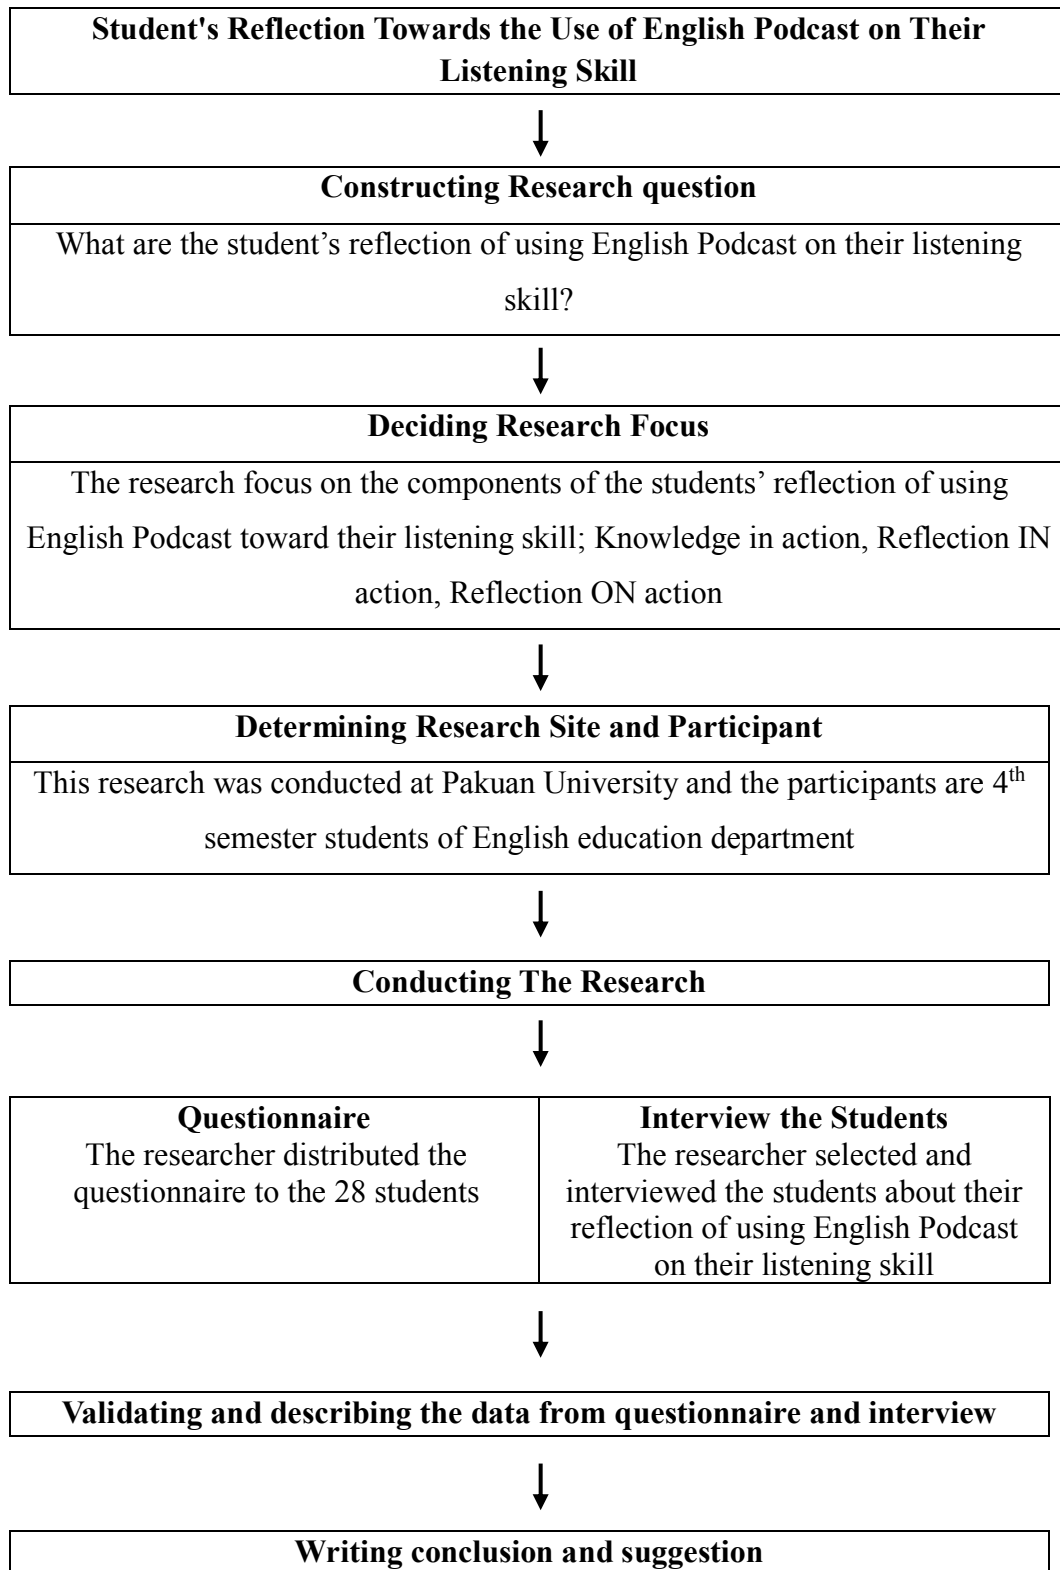 Student's Reflection Towards the Use of English Podcast on Their
Listening Skill
Constructing Research question
What are the student’s reflection of using English Podcast on their listening
skill?
Deciding Research Focus
The research focus on the components of the students’ reflection of using
English Podcast toward their listening skill; Knowledge in action, Reflection IN
action, Reflection ON action
Determining Research Site and Participant
This research was conducted at Pakuan University and the participants are 4th
semester students of English education department
Conducting The Research
Questionnaire
The researcher distributed the
questionnaire to the 28 students
Interview the Students
The researcher selected and
interviewed the students about their
reflection of using English Podcast
on their listening skill
Validating and describing the data from questionnaire and interview
Writing conclusion and suggestion